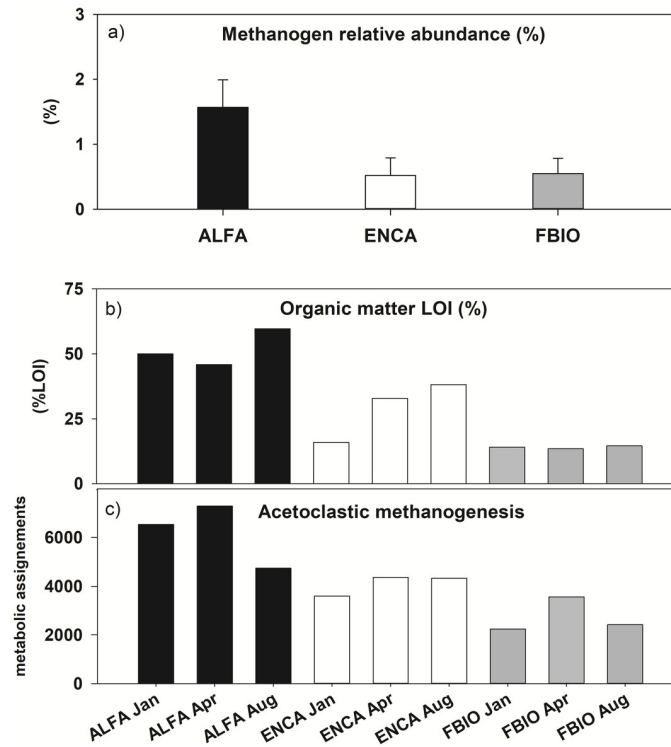 3
a)
Methanogen relative abundance (%)
2
(%)
1
0
ALFA ENCA FBIO
75
b)
Organic matter LOI (%)
50
(%LOI)
25
0
c)
Acetoclastic methanogenesis
6000
metabolic assignements
4000
2000
0
ALFA Jan ALFA Apr ALFA Aug ENCA Jan ENCA Apr ENCA Aug FBIO Jan FBIO Apr FBIO Aug